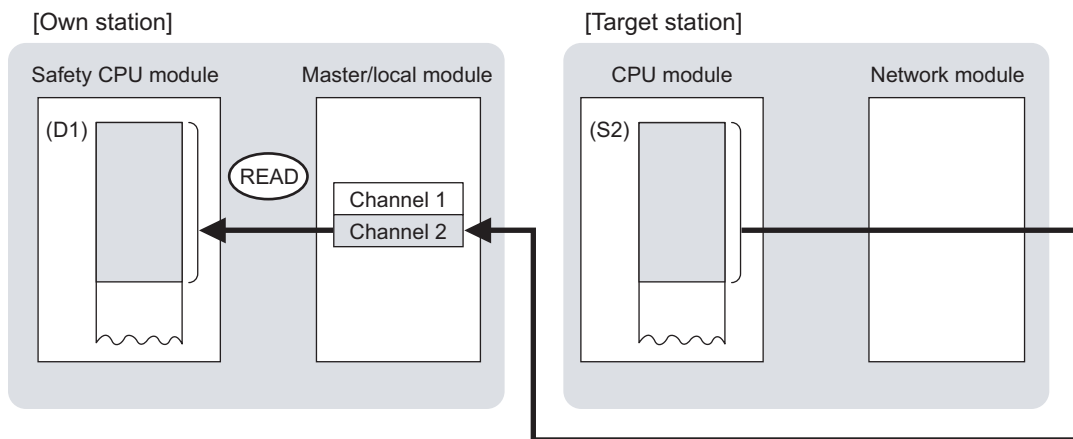 [Own station]
[Target station]
Safety CPU module
Master/local module
CPU module
Network module
(D1)
READ
Channel 1
Channel 2
(S2)